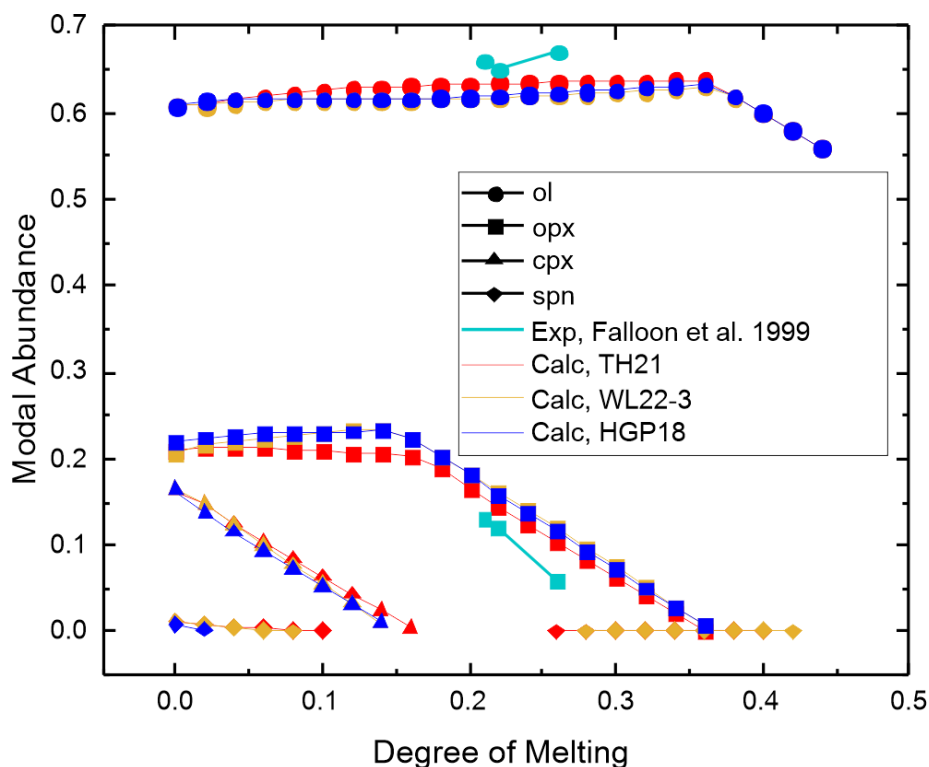 0.7
0.6
0.5
0.4
0.3
0.2
0.1
0.0
Modal Abundance
ol
opx
cpx
spn
Exp, Falloon et al. 1999
Calc, TH21
Calc, WL22-3
Calc, HGP18
0.0 0.1 0.2 0.3 0.4 0.5
Degree of Melting